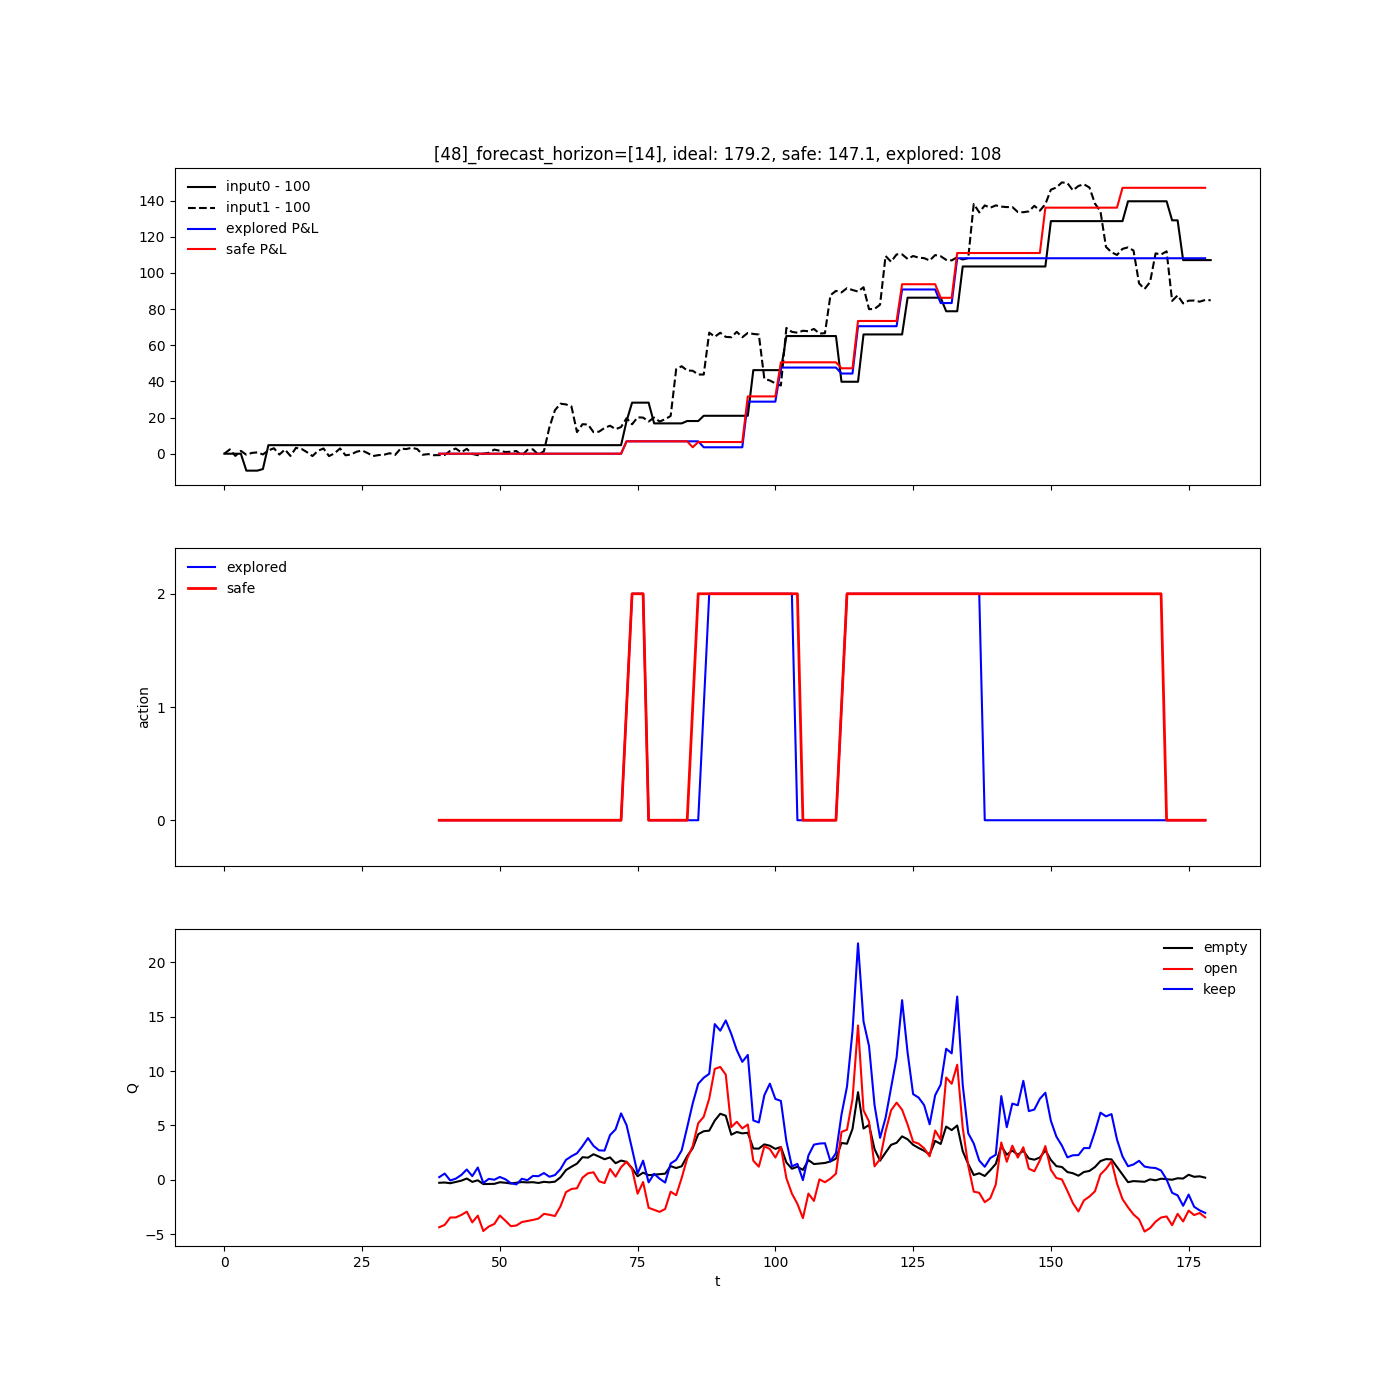 [48]_forecast_horizon=[14], ideal: 179.2, safe: 147.1, explored: 108
input0 - 100
input1 - 100
explored P&L
safe P&L
140
120
100
80
60
40
20
0
explored
safe
2
1
0
action
empty
open
keep
20
15
10
5
0
−5
Q
0 25 50 75 100 125 150 175
t